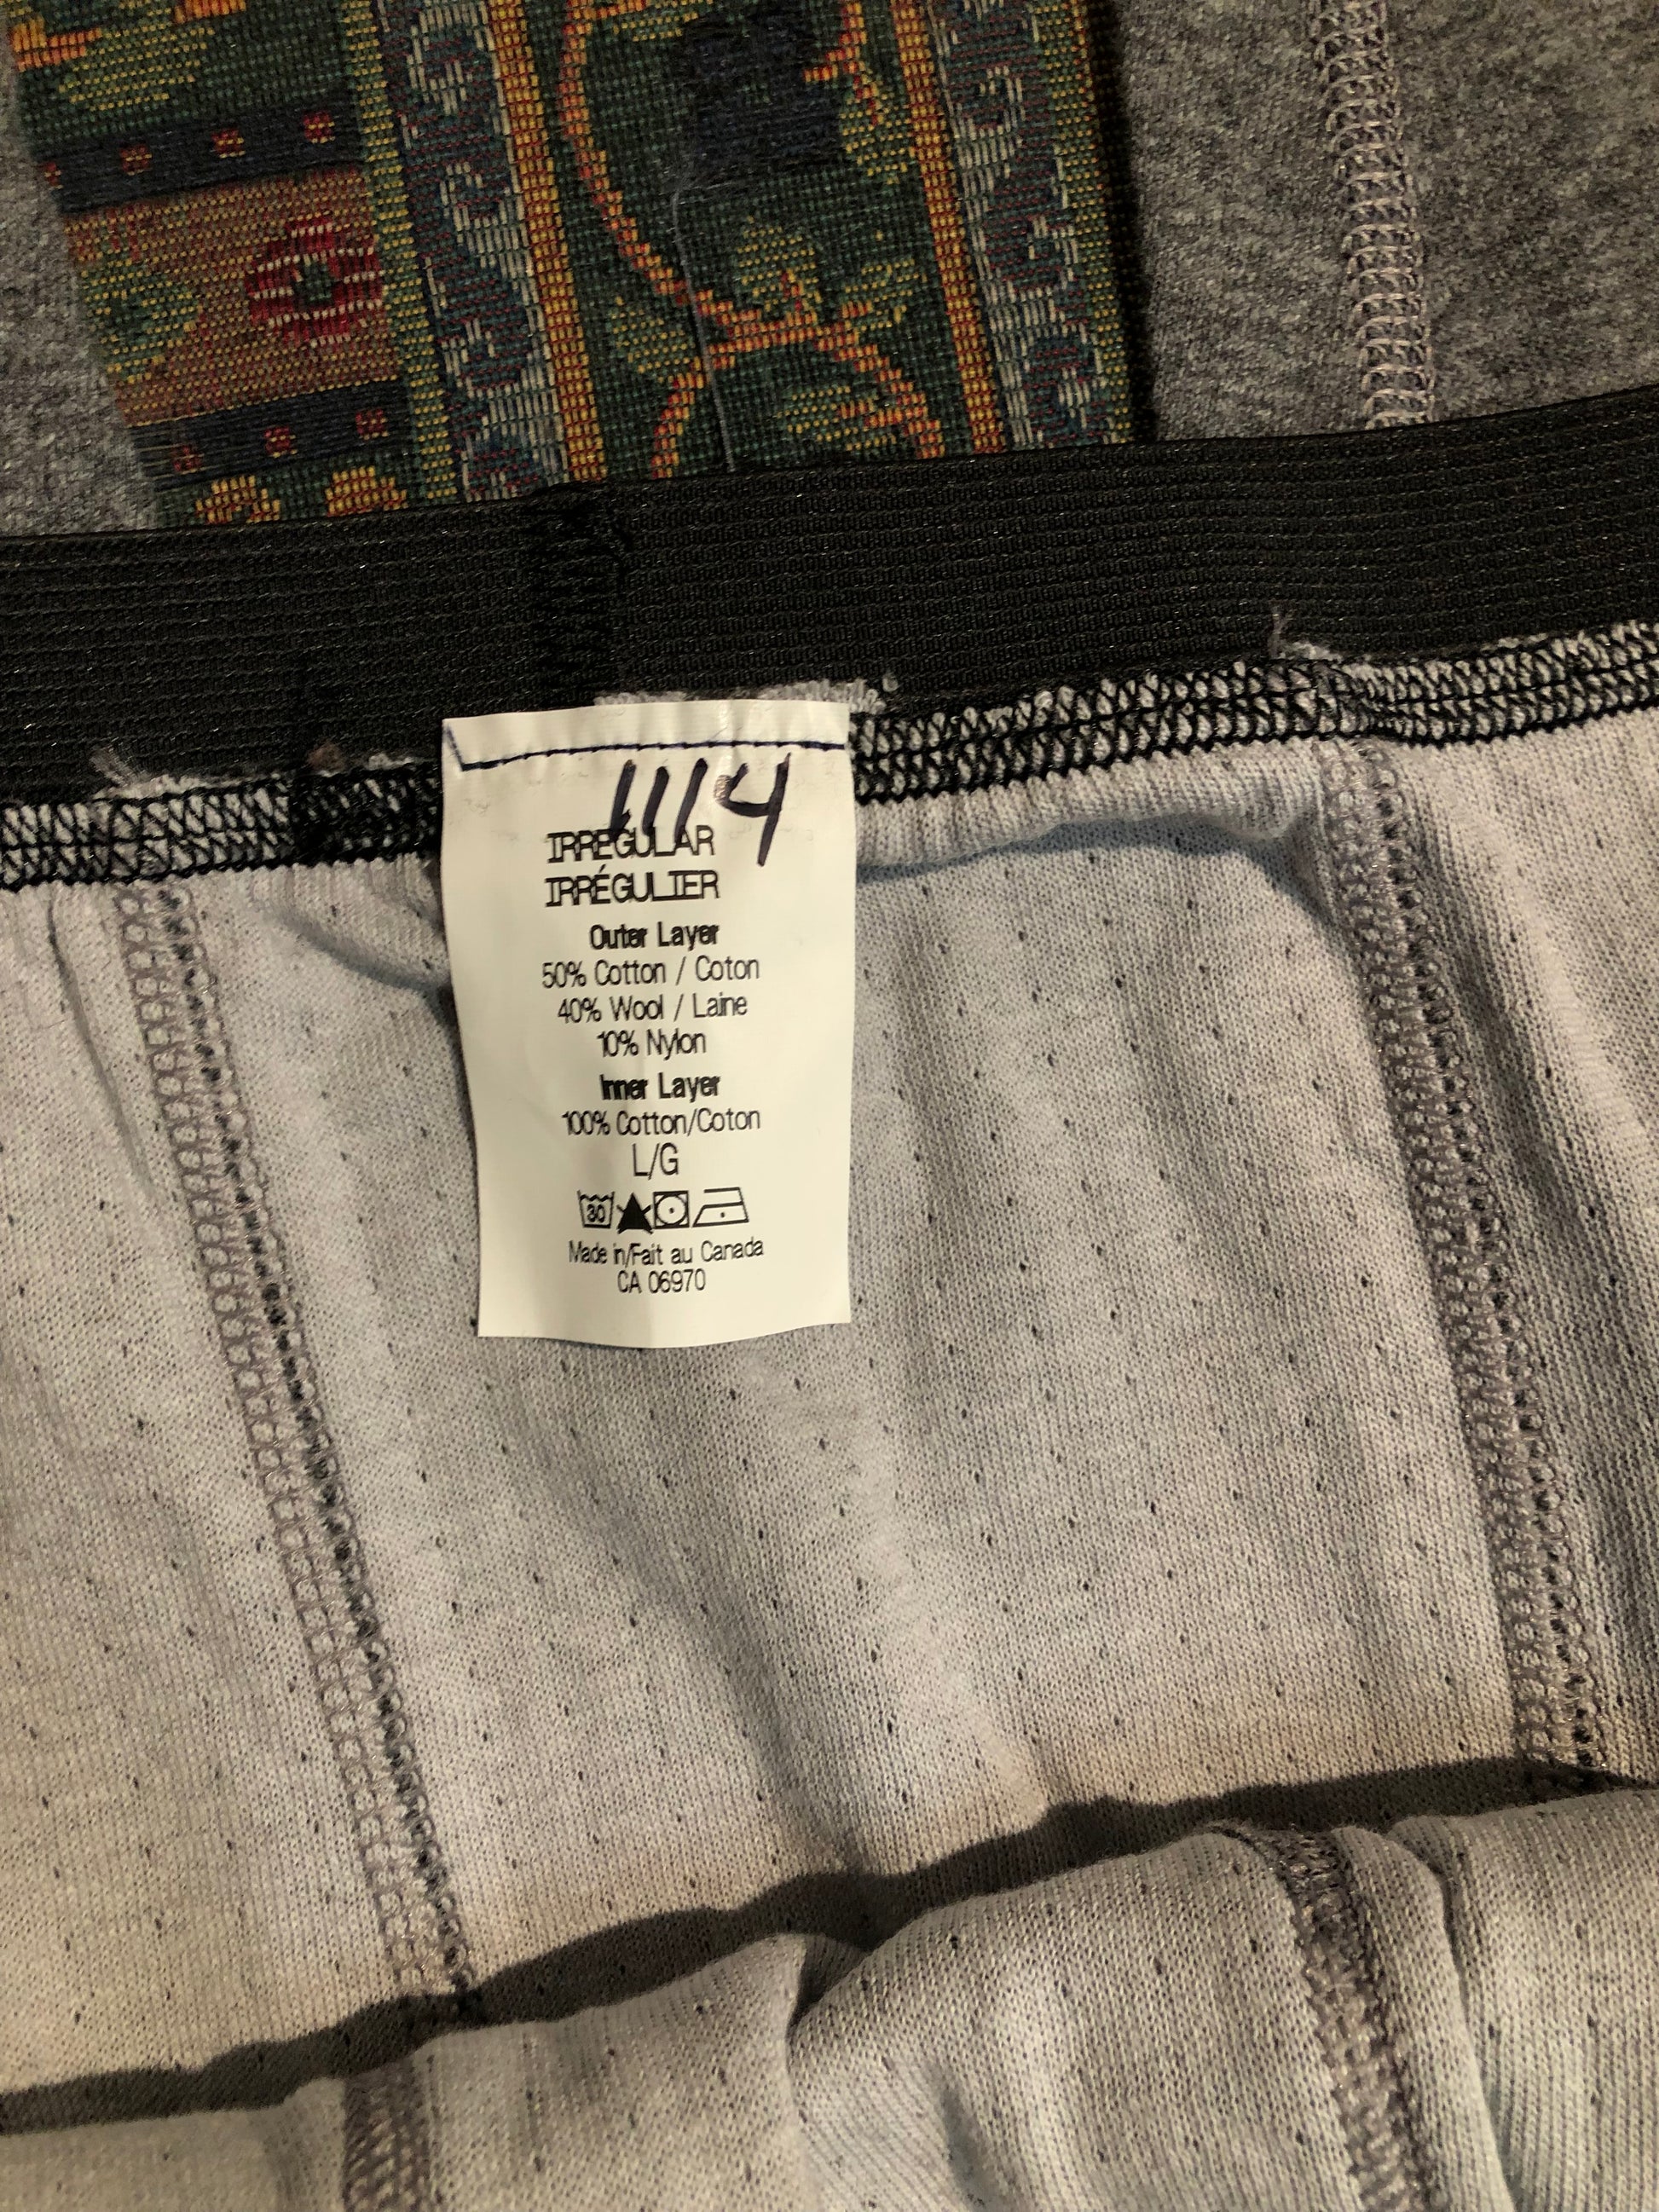 1114
IRREGULAR
IRRÉGULIER
Outer Layer
50% Cotton / Coton
40% Wool / Laine
10% Nylon
Inner Layer
100% Cotton/Coton
L/G
30
Made in/Fait au Canada
CA 06970